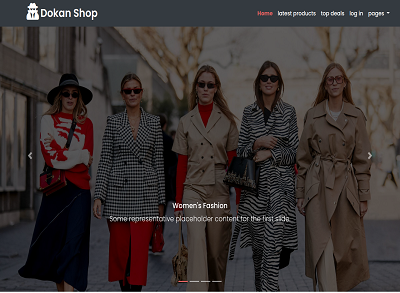 Dokan Shop
Home latest products top deals log in pages
Women's Fashion
Some representative placeholder content for the first slide.